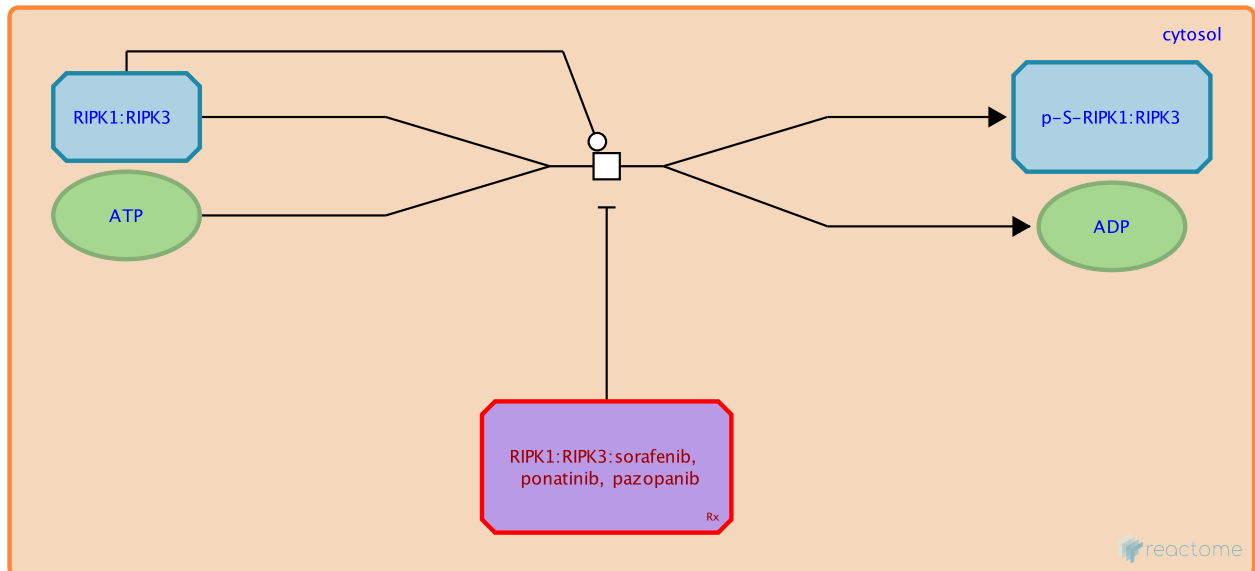 cytosol
RIPK1:RIPK3
p-S-RIPK1:RIPK3
ATP
ADP
RIPK1:RIPK3:sorafenib,
ponatinib, pazopanib
Rx
reactome